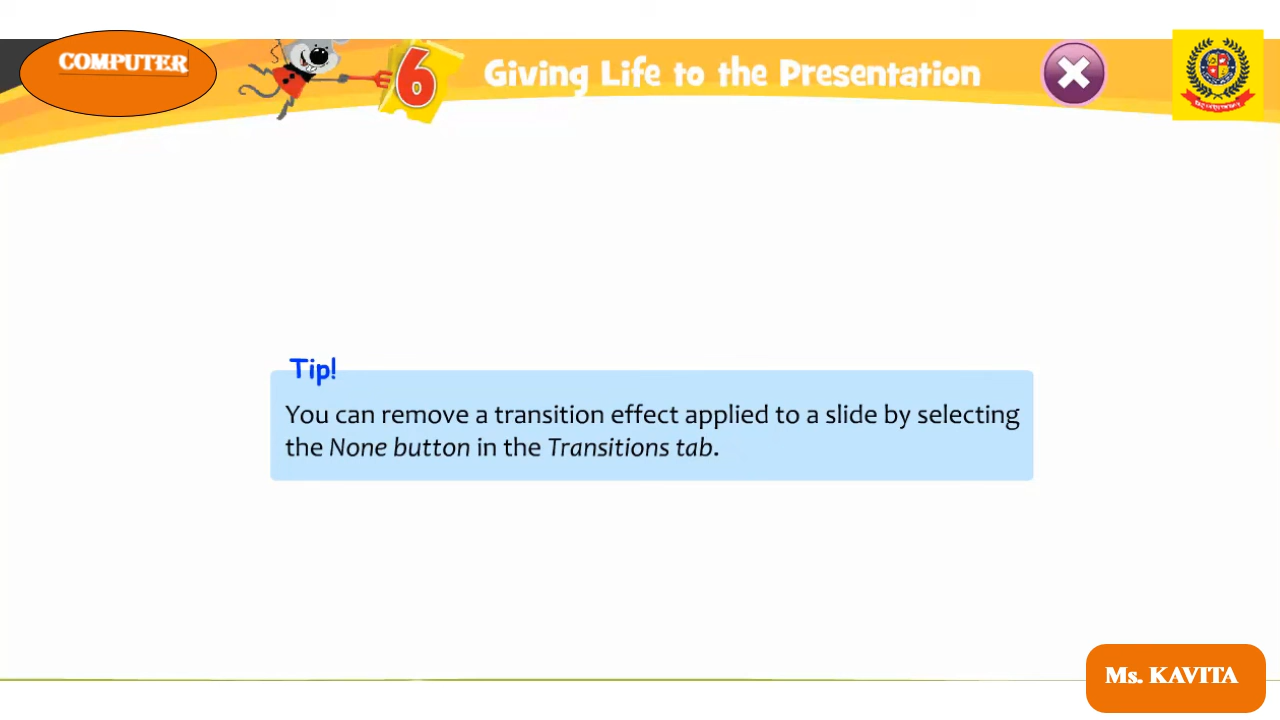 COMPUTER
6
Giving Life to the Presentation
Tip!
You can remove a transition effect applied to a slide by selecting
the None button in the Transitions tab.
Ms. KAVITA